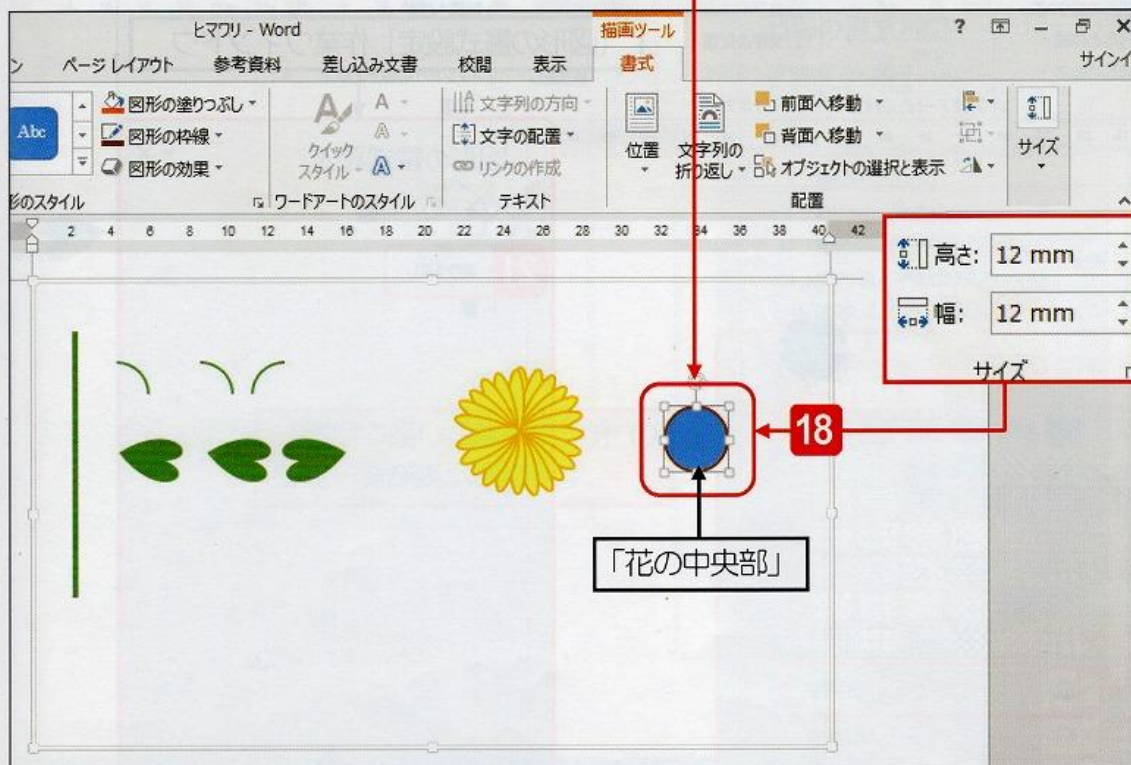 ヒマワリ - Word
描画ツール
?
ン ページ レイアウト 参考資料 差し込み文書 校閲 表示 書式
サインイ
Abc
図形の塗りつぶし
図形の枠線
図形の効果
形のスタイル
クイック
スタイル
A
A
A
ワードアートのスタイル
文字列の方向
文字の配置
リンクの作成
テキスト
位置
文字列の
折り返し
前面へ移動
背面へ移動
オブジェクトの選択と表示
配置
サイズ
2 4 6 8 10 12 14 16 18 20 22 24 26 28 30 32 34 36 38 40 42
高さ: 12 mm
幅: 12 mm
サイズ
18
「花の中央部」